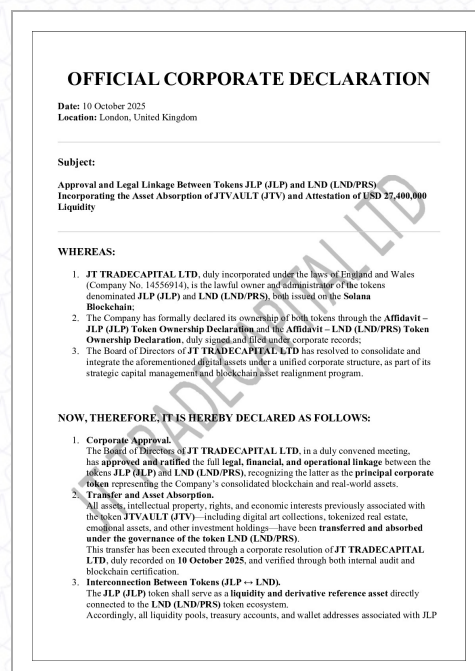 OFFICIAL CORPORATE DECLARATION
Date: 10 October 2025
Location: London, United Kingdom
Subject:
Approval and Legal Linkage Between Tokens JLP (JLP) and LND (LND/PRS)
Incorporating the Asset Absorption of JTVAULT (JTV) and Attestation of USD 27,400,000
Liquidity
WHEREAS:
1. JT TRADECAPITAL LTD, duly incorporated under the laws of England and Wales
(Company No. 14556914), is the lawful owner and administrator of the tokens
denominated JLP (JLP) and LND (LND/PRS), both issued on the Solana
Blockchain;
2. The Company has formally declared its ownership of both tokens through the Affidavit –
JLP (JLP) Token Ownership Declaration and the Affidavit – LND (LND/PRS) Token
Ownership Declaration, duly signed and filed under corporate records;
3. The Board of Directors of JT TRADECAPITAL LTD has resolved to consolidate and
integrate the aforementioned digital assets under a unified corporate structure, as part of its
strategic capital management and blockchain asset realignment program.
NOW, THEREFORE, IT IS HEREBY DECLARED AS FOLLOWS:
1. Corporate Approval.
The Board of Directors of JT TRADECAPITAL LTD, in a duly convened meeting,
has approved and ratified the full legal, financial, and operational linkage between the
tokens JLP (JLP) and LND (LND/PRS), recognizing the latter as the principal corporate
token representing the Company’s consolidated blockchain and real-world assets.
2. Transfer and Asset Absorption.
All assets, intellectual property, rights, and economic interests previously associated with
the token JTVAULT (JTV)—including digital art collections, tokenized real estate,
emotional assets, and other investment holdings—have been transferred and absorbed
under the governance of the token LND (LND/PRS).
This transfer has been executed through a corporate resolution of JT TRADECAPITAL
LTD, duly recorded on 10 October 2025, and verified through both internal audit and
blockchain certification.
3. Interconnection Between Tokens (JLP ↔ LND).
The JLP (JLP) token shall serve as a liquidity and derivative reference asset directly
connected to the LND (LND/PRS) token ecosystem.
Accordingly, all liquidity pools, treasury accounts, and wallet addresses associated with JLP
JT TRADECAPITAL LTD